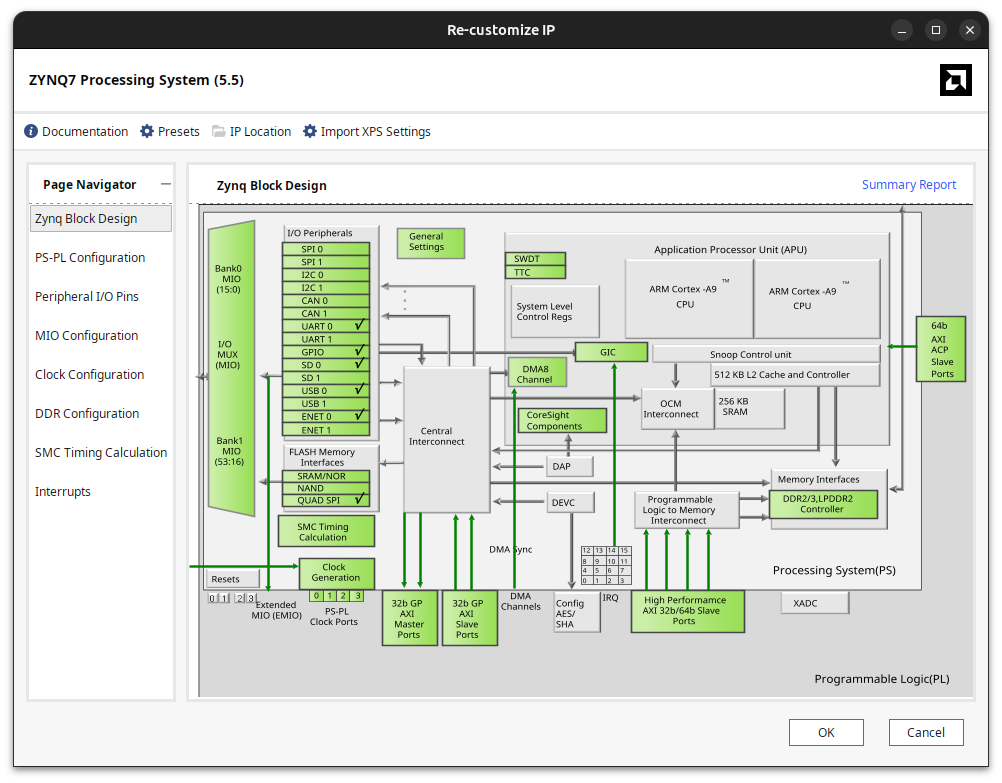 Re-customize IP
ZYNQ7 Processing System (5.5)
Documentation
Presets
IP Location
Import XPS Settings
Page Navigator
Zynq Block Design
PS-PL Configuration
Peripheral I/O Pins
MIO Configuration
Clock Configuration
DDR Configuration
SMC Timing Calculation
Interrupts
Zynq Block Design
Summary Report
Bank0
MIO
(15:0)
I/O
MUX
(MIO)
Bank1
MIO
(53:16)
I/O Peripherals
SPI 0
SPI 1
I2C 0
I2C 1
CAN 0
CAN 1
UART 0
UART 1
GPIO
SD 0
SD 1
USB 0
USB 1
ENET 0
ENET 1
FLASH Memory
Interfaces
SRAM/NOR
NAND
QUAD SPI
SMC Timing
Calculation
General
Settings
Application Processor Unit (APU)
SWDT
TTC
System Level
Control Regs
ARM Cortex -A9
TM
CPU
ARM Cortex -A9
TM
CPU
GIC
Snoop Control unit
512 KB L2 Cache and Controller
DMA8
Channel
OCM
Interconnect
256 KB
SRAM
CoreSight
Components
Central
Interconnect
DAP
DEVC
Programmable
Logic to Memory
Interconnect
Memory Interfaces
DDR2/3,LPDDR2
Controller
64b
AXI
ACP
Slave
Ports
DMA Sync
12 13 14 15
8 9 10 11
4 5 6 7
0 1 2 3
Processing System(PS)
Resets
0 1 2 3
Clock
Generation
0 1 2 3
Extended
MIO (EMIO)
PS-PL
Clock Ports
32b GP
AXI
Master
Ports
32b GP
AXI
Slave
Ports
DMA
Channels
Config
AES/
SHA
IRQ
High Performamce
AXI 32b/64b Slave
Ports
XADC
Programmable Logic(PL)
OK
Cancel